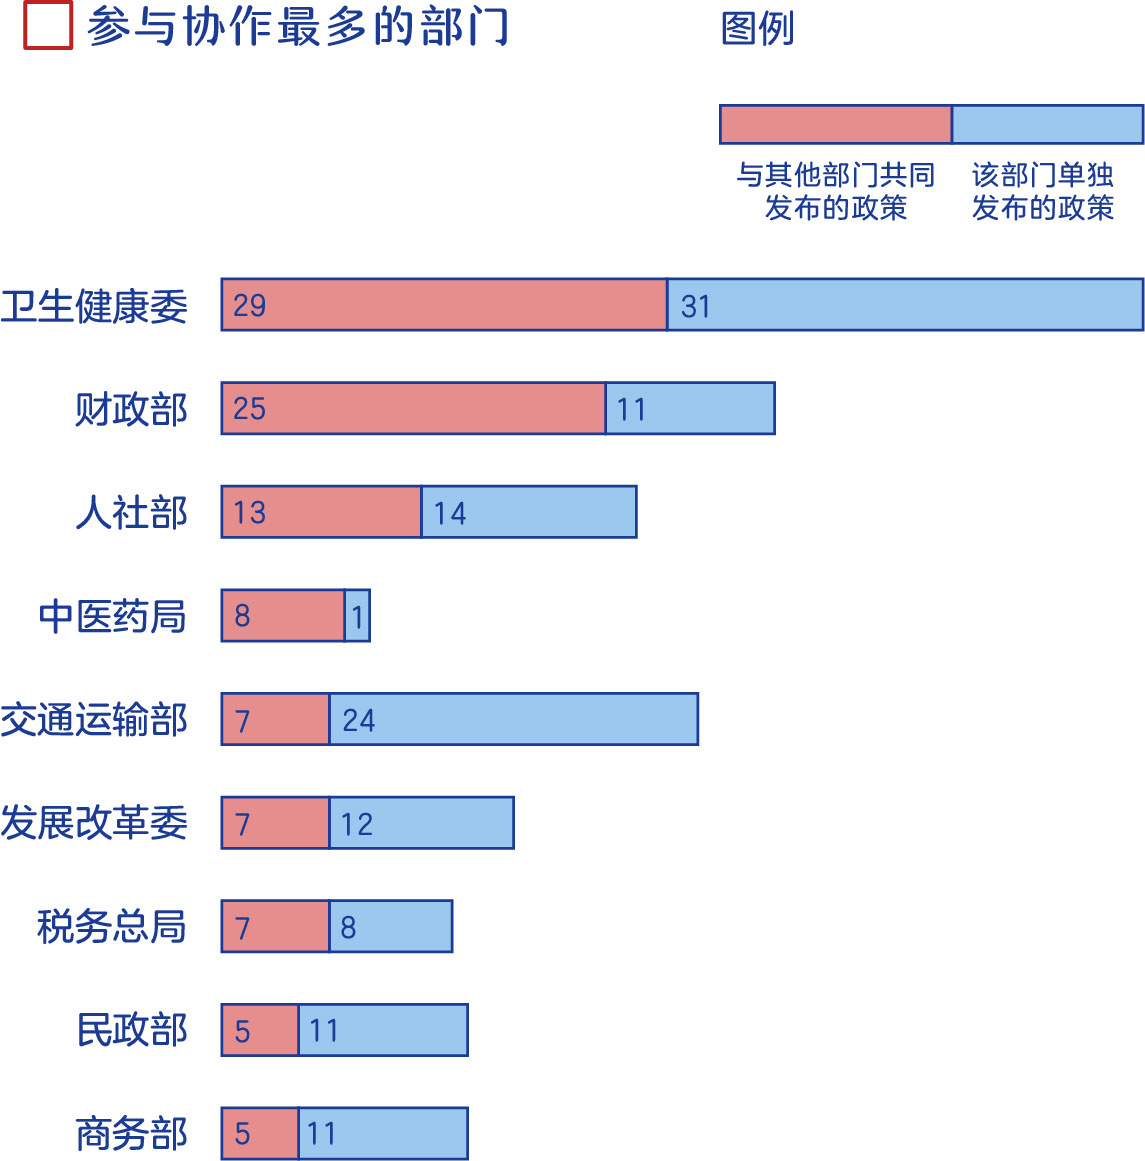 参与协作最多的部门
图例
与其他部门共同
发布的政策
该部门单独
发布的政策
卫生健康委 29 31
财政部 25 11
人社部 13 14
中医药局 8 1
交通运输部 7 24
发展改革委 7 12
税务总局 7 8
民政部 5 11
商务部 5 11